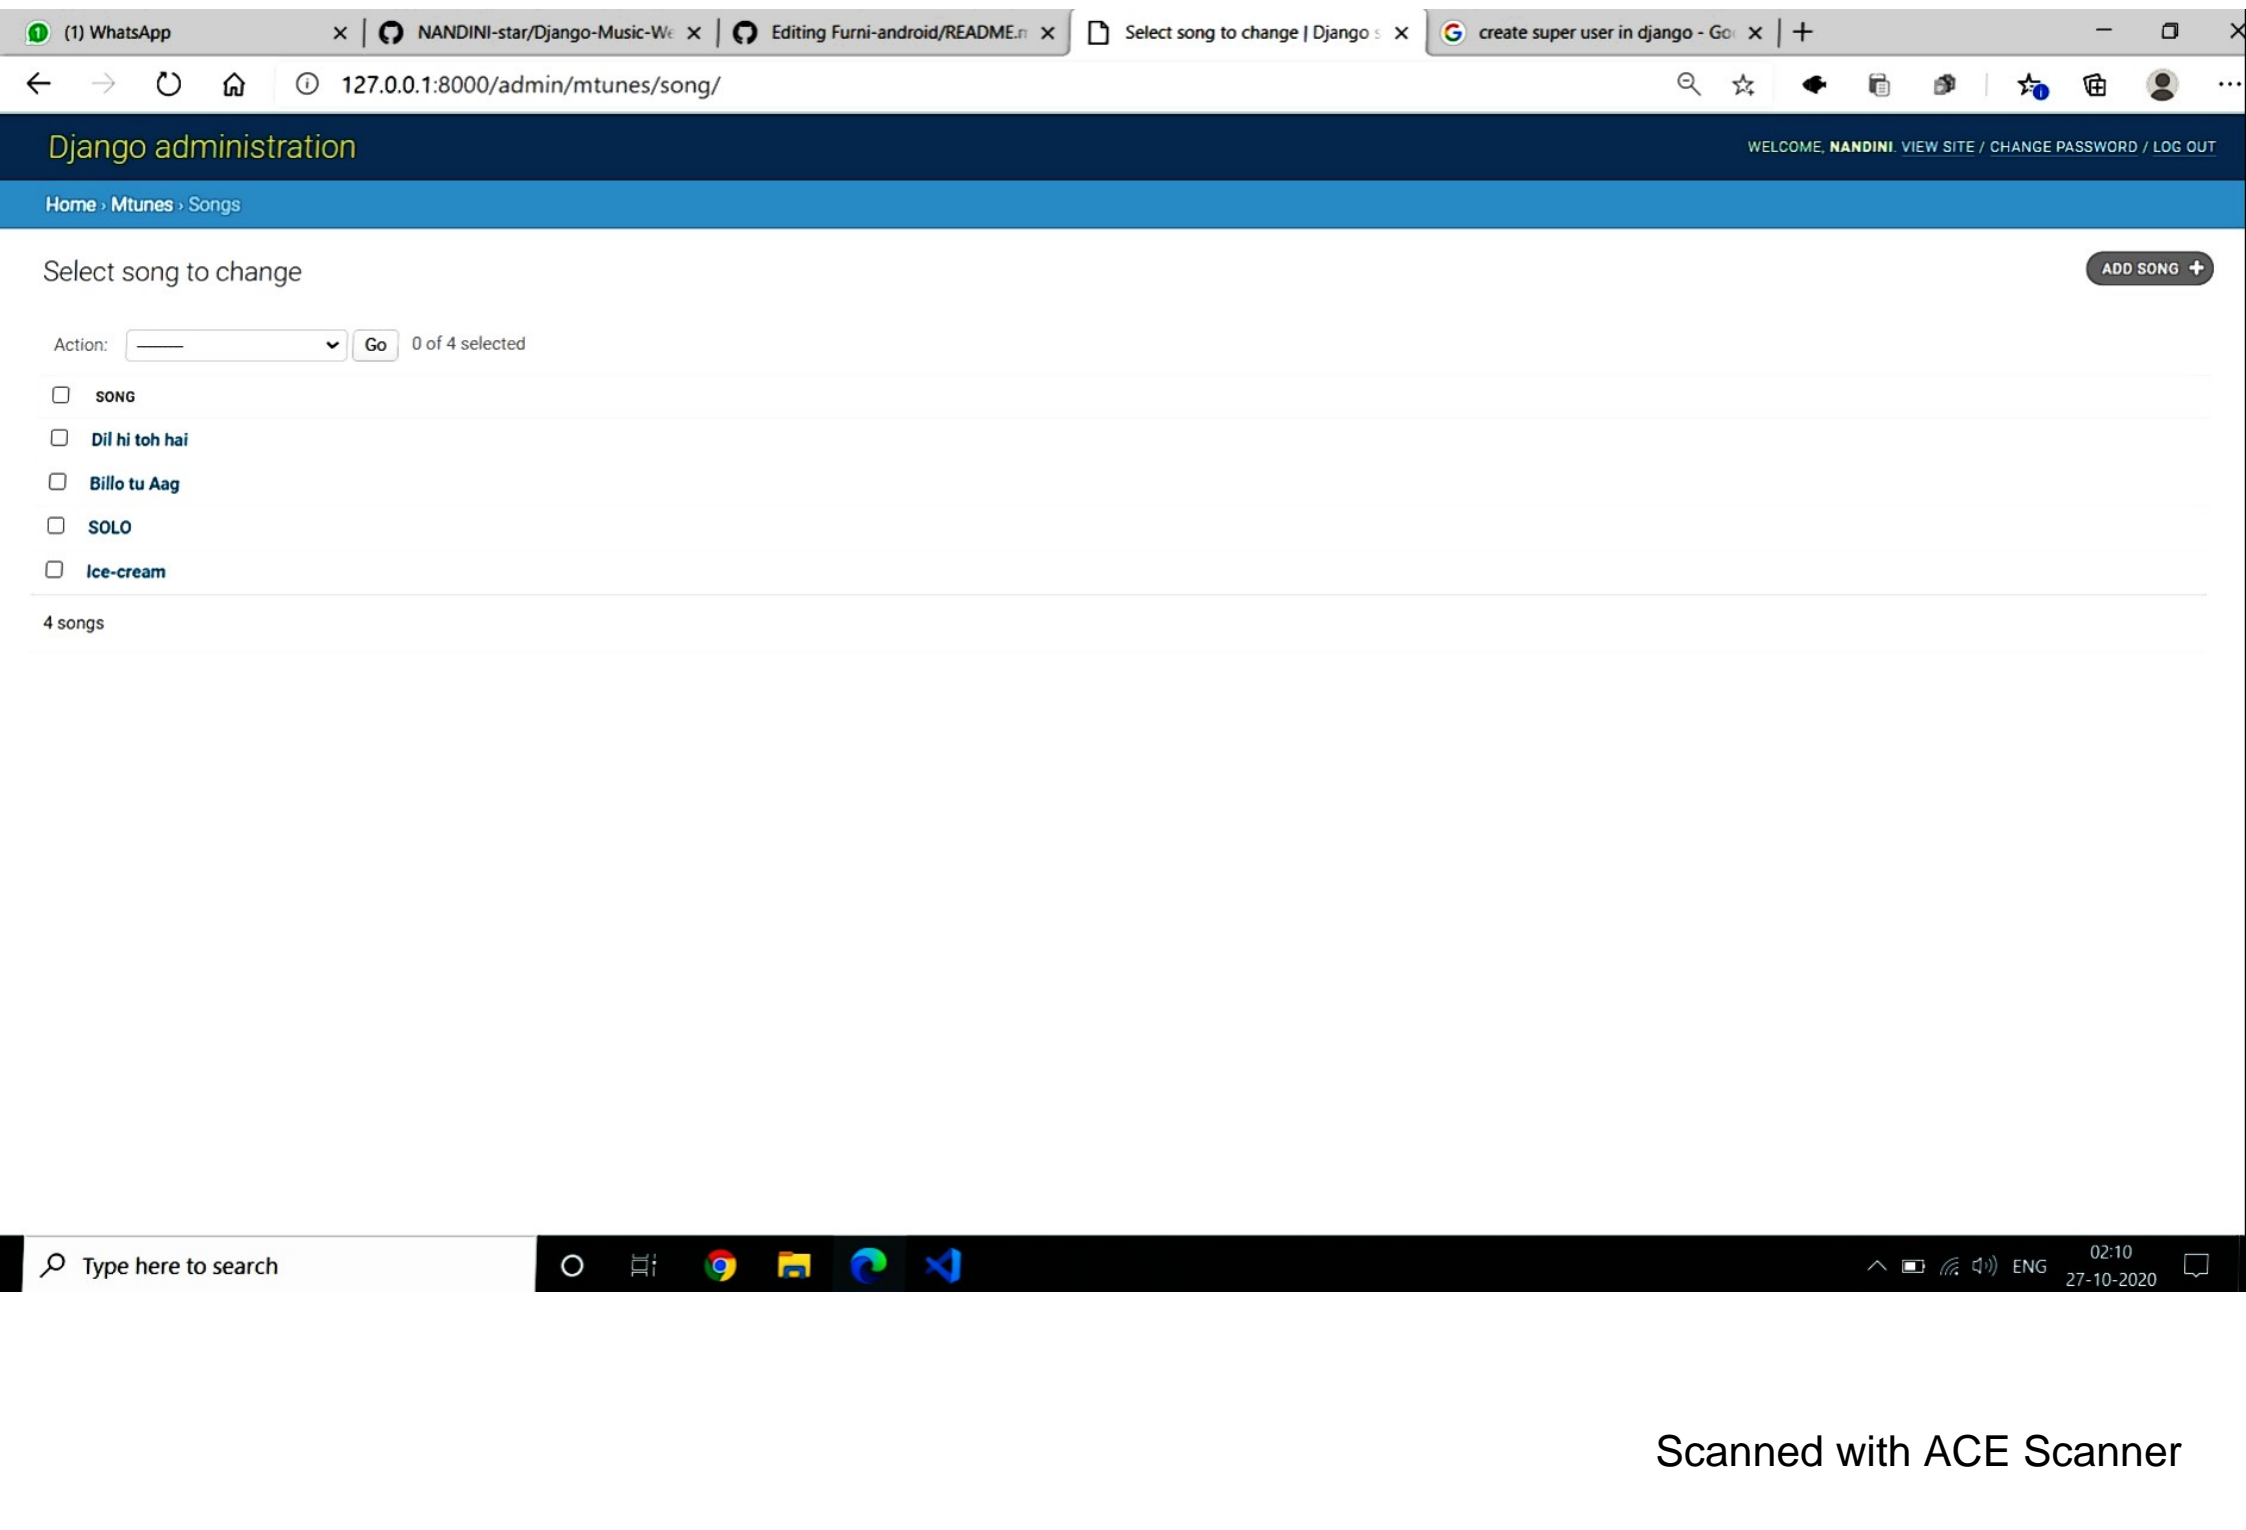 (1) WhatsApp
NANDINI-star/Django-Music-We
Editing Furni-android/README.m
Select song to change | Django s
create super user in django - Goo
127.0.0.1:8000/admin/mtunes/song/
Django administration
WELCOME, NANDINI. VIEW SITE / CHANGE PASSWORD / LOG OUT
Home › Mtunes › Songs
Select song to change
ADD SONG +
Action: --------- Go 0 of 4 selected
SONG
Dil hi toh hai
Billo tu Aag
SOLO
Ice-cream
4 songs
Type here to search
ENG
02:10
27-10-2020
Scanned with ACE Scanner